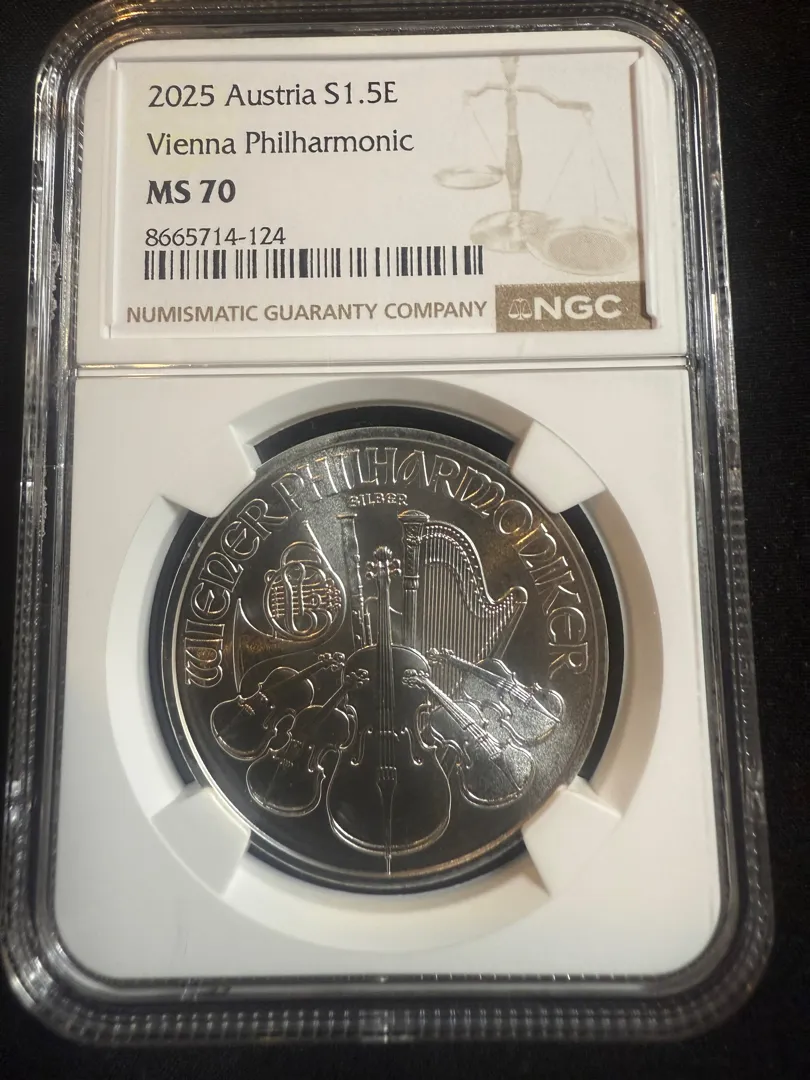 2025 Austria S1.5E
Vienna Philharmonic
MS 70
8665714-124
NUMISMATIC GUARANTY COMPANY
NGC
WIENER PHILHARMONIKER
SILBER